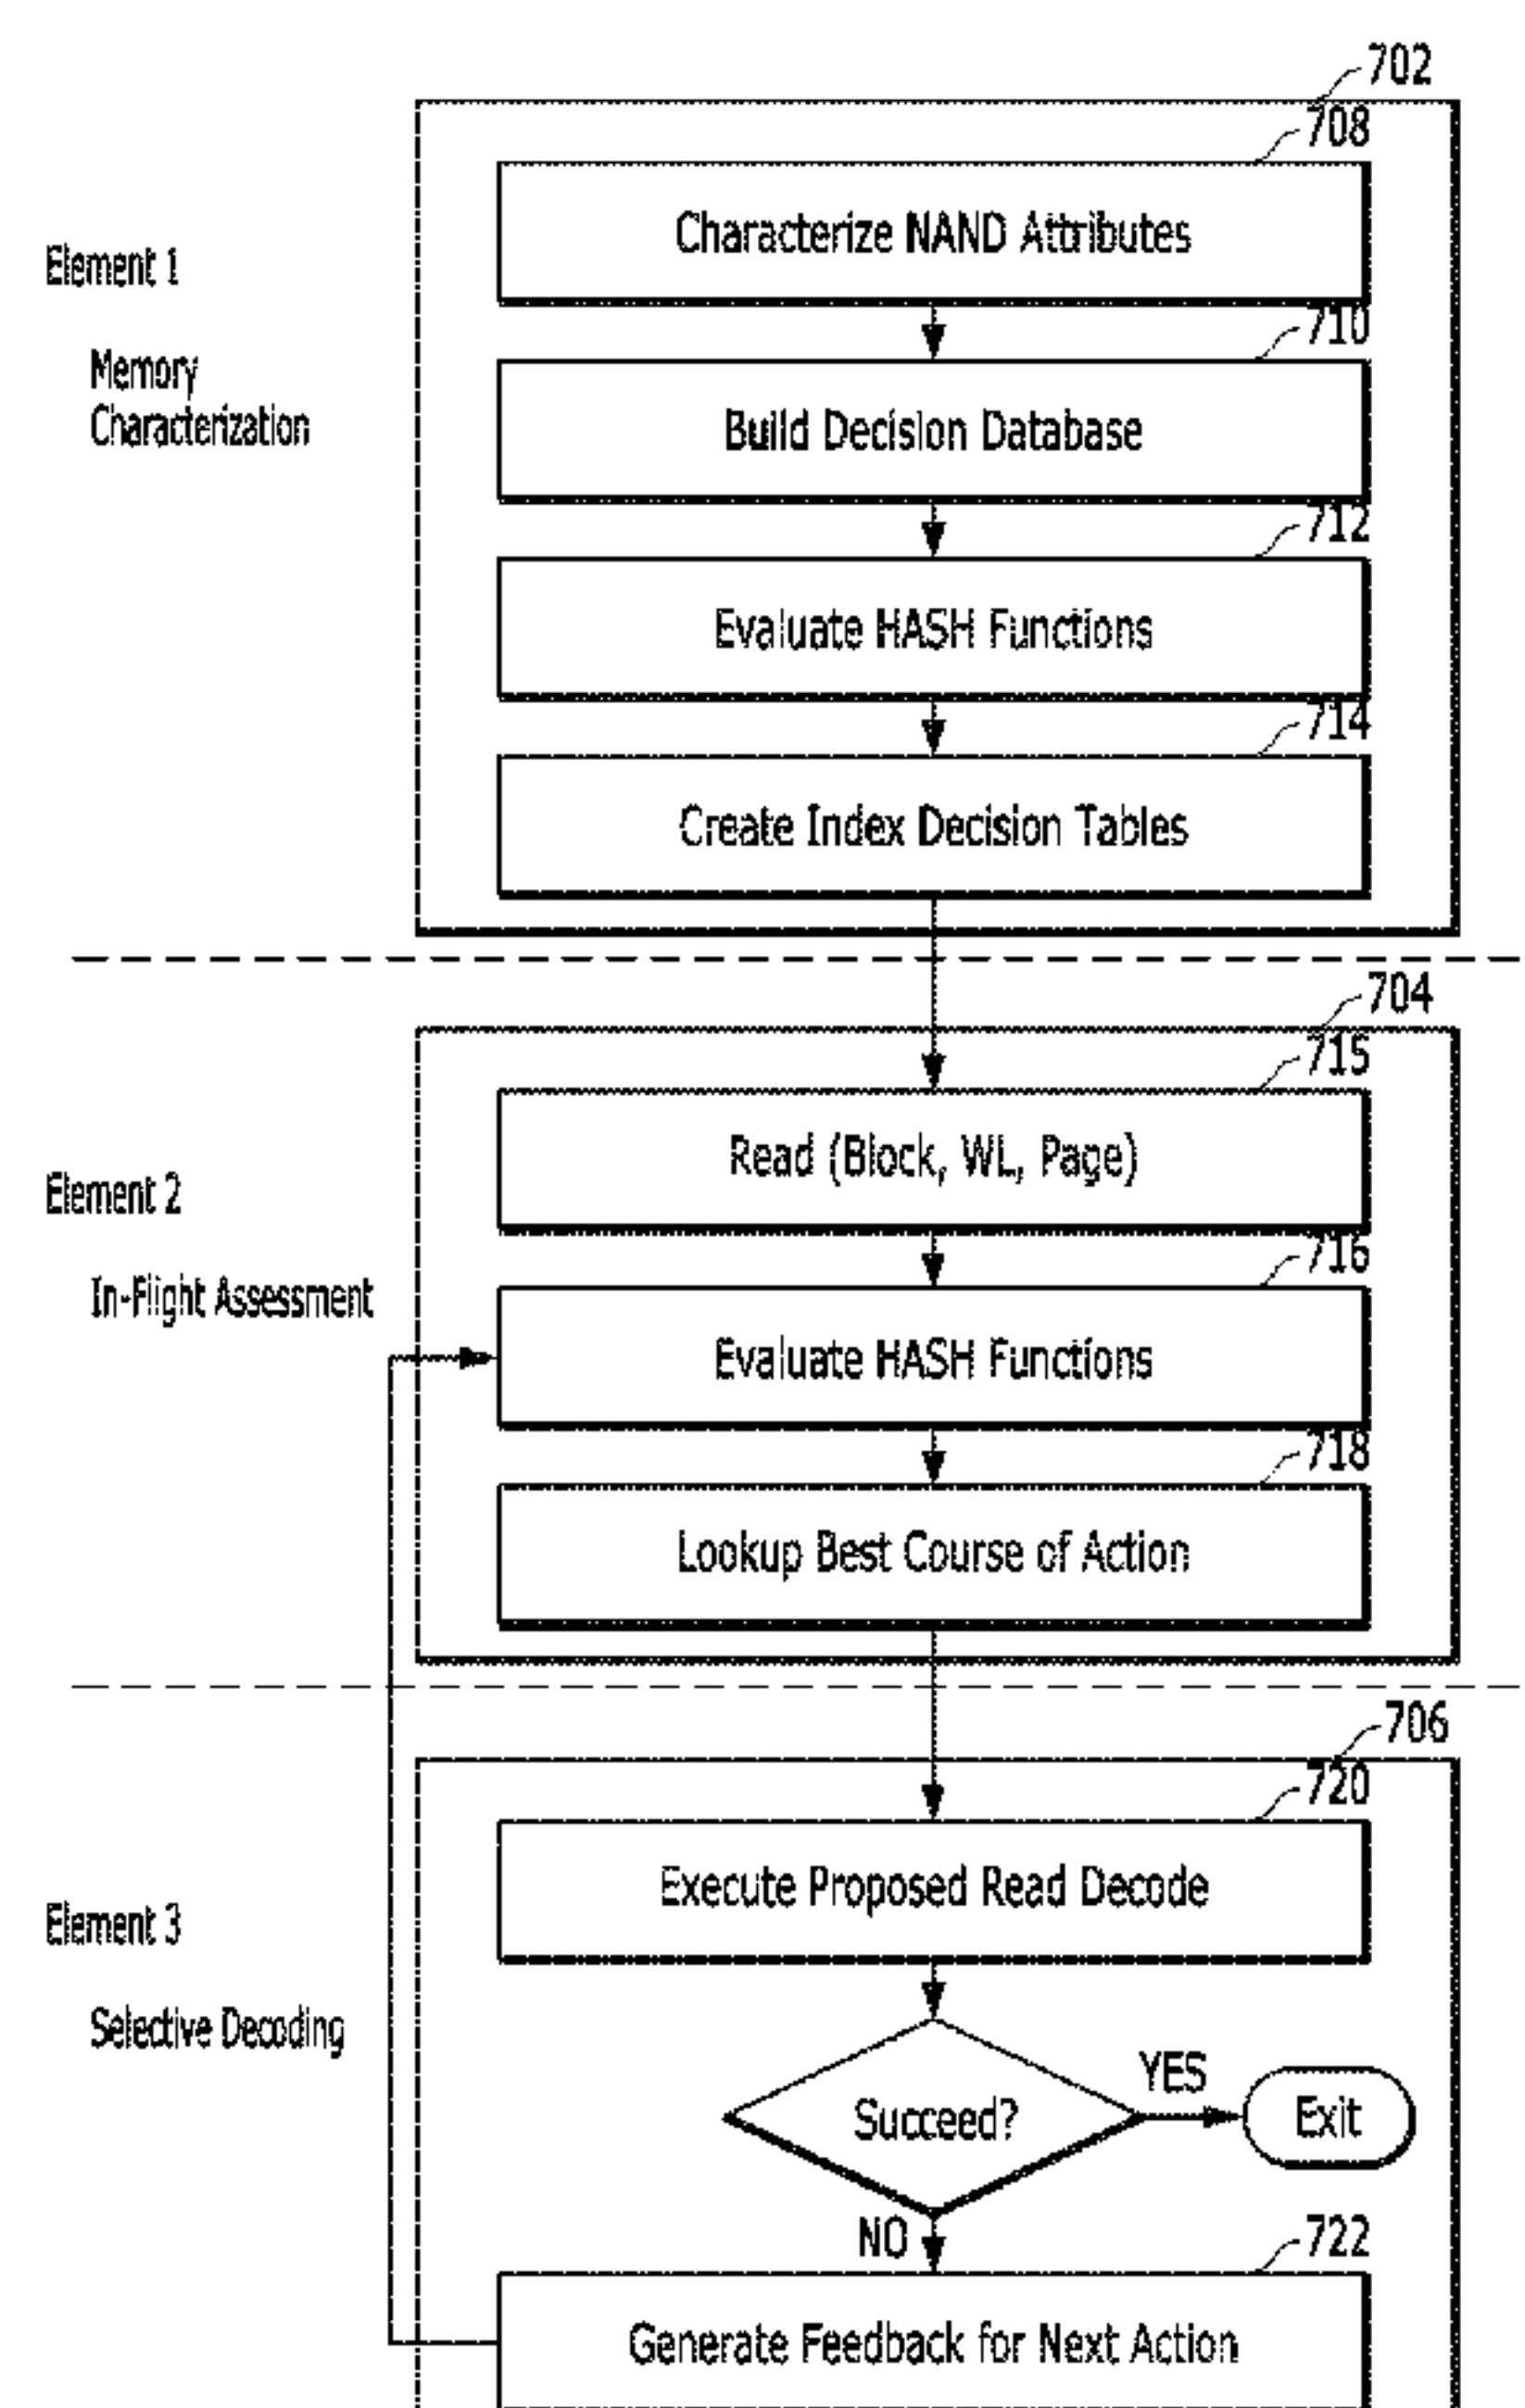 702
708
Characterize NAND Attributes
Element 1
710
Memory
Characterization
Build Decision Database
712
Evaluate HASH Functions
714
Create Index Decision Tables
704
715
Read (Block, WL, Page)
Element 2
716
In-Flight Assessment
Evaluate HASH Functions
718
Lookup Best Course of Action
706
720
Execute Proposed Read Decode
Element 3
Selective Decoding
YES
Succeed?
Exit
NO
722
Generate Feedback for Next Action